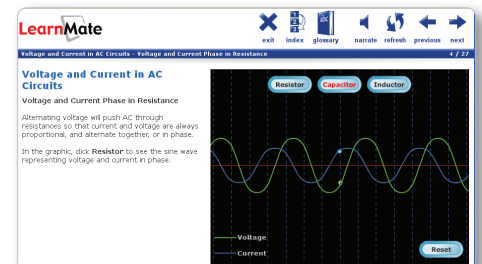 LearnMate
exit index glossary narrate refresh previous next
Voltage and Current in AC Circuits - Voltage and Current Phase in Resistance 4 / 27
Voltage and Current in AC
Circuits
Voltage and Current Phase in Resistance
Alternating voltage will push AC through
resistances so that current and voltage are always
proportional, and alternate together, or in phase.
In the graphic, click Resistor to see the sine wave
representing voltage and current in phase.
Resistor Capacitor Inductor
Voltage
Current
Reset